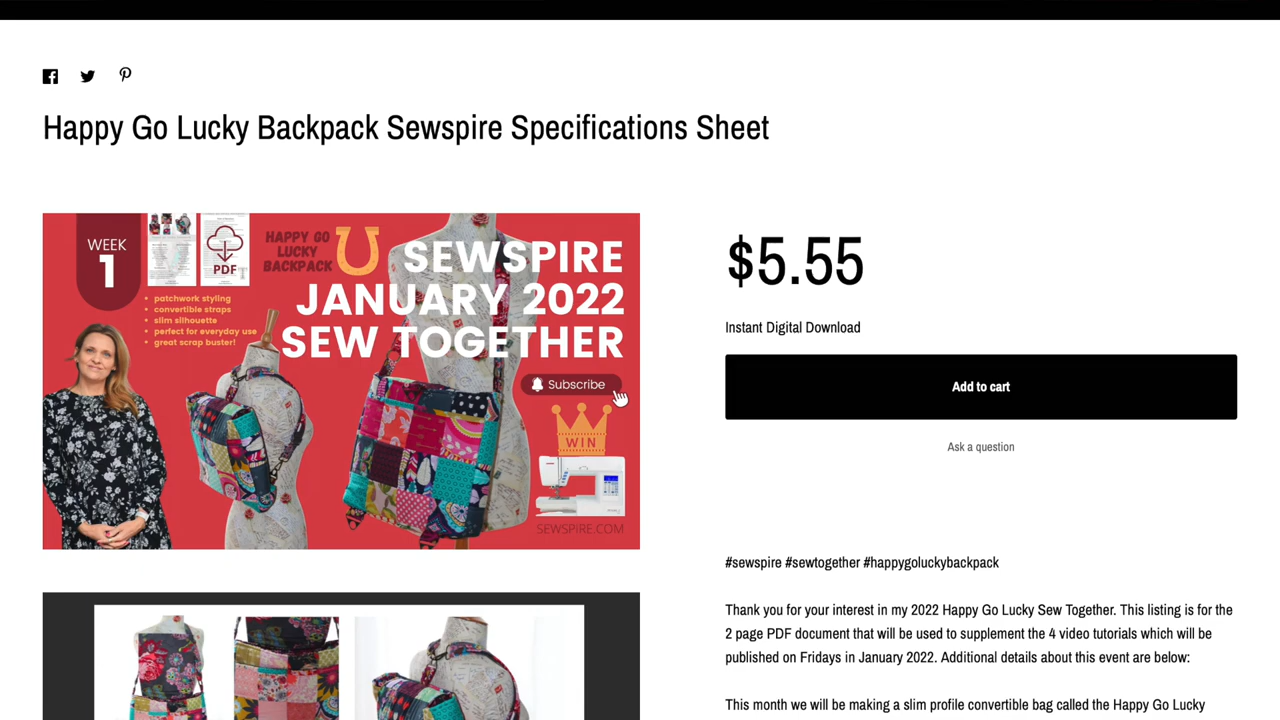 Happy Go Lucky Backpack Sewspire Specifications Sheet
WEEK
1
PDF
HAPPY GO
LUCKY
BACKPACK
• patchwork styling
• convertible straps
• slim silhouette
• perfect for everyday use
• great scrap buster!
SEWSPIRE
JANUARY 2022
SEW TOGETHER
Subscribe
WIN
SEWSPIRE.COM
$5.55
Instant Digital Download
Add to cart
Ask a question
#sewspire #sewtogether #happygoluckybackpack
Thank you for your interest in my 2022 Happy Go Lucky Sew Together. This listing is for the
2 page PDF document that will be used to supplement the 4 video tutorials which will be
published on Fridays in January 2022. Additional details about this event are below:
This month we will be making a slim profile convertible bag called the Happy Go Lucky